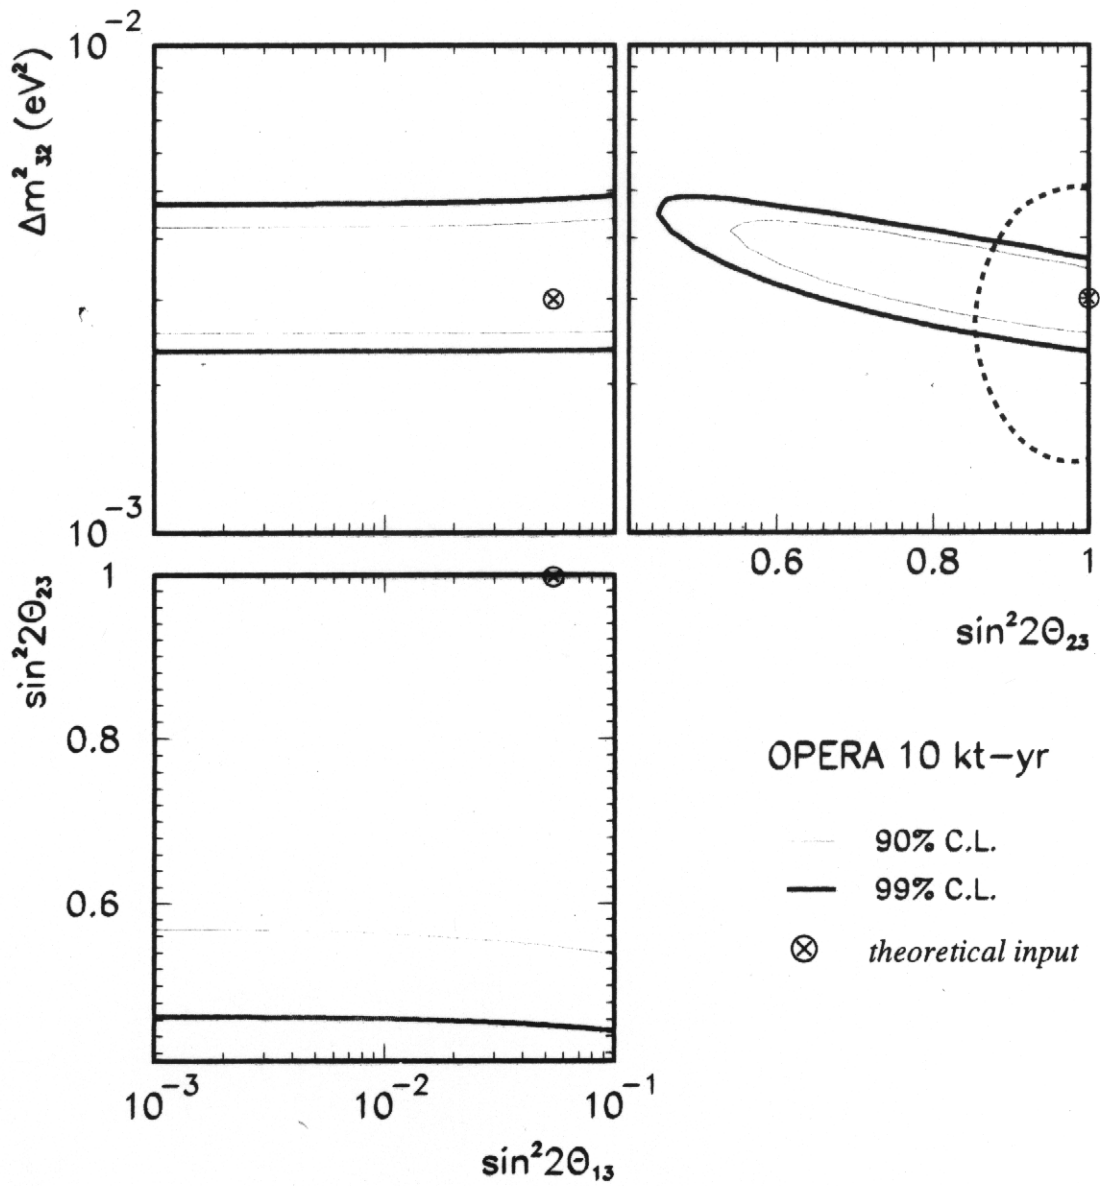 10⁻²
Δm²₃₂ (eV²)
10⁻³
0.6 0.8 1
sin²2Θ₂₃
1
sin²2Θ₂₃
0.8
0.6
10⁻³ 10⁻² 10⁻¹
sin²2Θ₁₃
OPERA 10 kt-yr
90% C.L.
99% C.L.
theoretical input